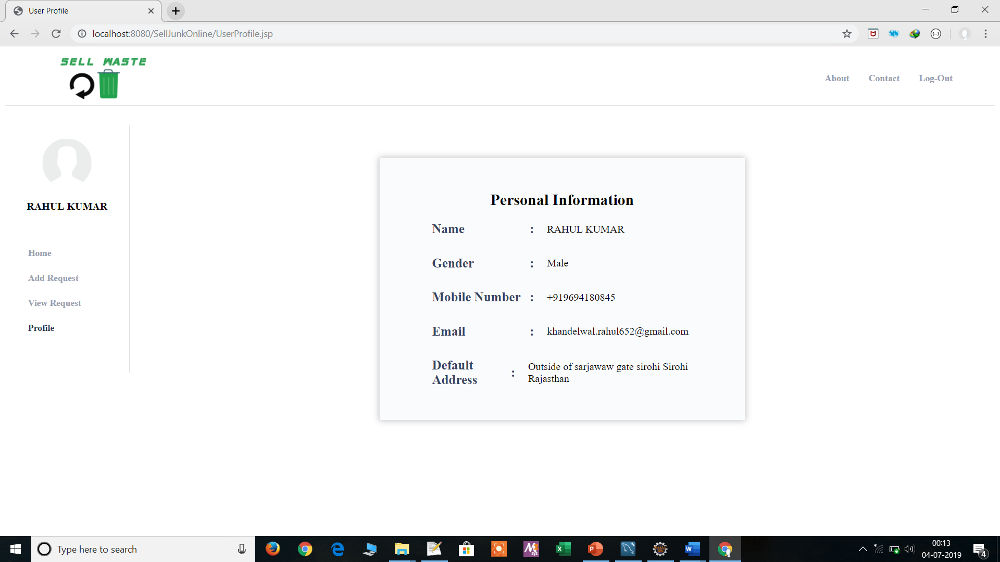 User Profile
localhost:8080/SellJunkOnline/UserProfile.jsp
SELL WASTE
About Contact Log-Out
RAHUL KUMAR
Home
Add Request
View Request
Profile
Personal Information
Name : RAHUL KUMAR
Gender : Male
Mobile Number : +919694180845
Email : khandelwal.rahul652@gmail.com
Default Address : Outside of sarjawaw gate sirohi Sirohi
Rajasthan
Type here to search
00:13
04-07-2019
4